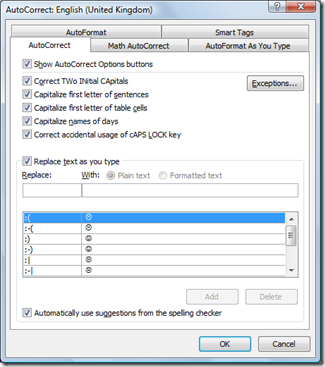 AutoCorrect: English (United Kingdom)
AutoFormat Smart Tags
AutoCorrect Math AutoCorrect AutoFormat As You Type
Show AutoCorrect Options buttons
Correct TWo INitial CApitals Exceptions...
Capitalize first letter of sentences
Capitalize first letter of table cells
Capitalize names of days
Correct accidental usage of cAPS LOCK key
Replace text as you type
Replace: With: Plain text Formatted text
:( ☹
:-( ☹
:) ☺
:-) ☺
:| 😐
:-| 😐
Add Delete
Automatically use suggestions from the spelling checker
OK Cancel